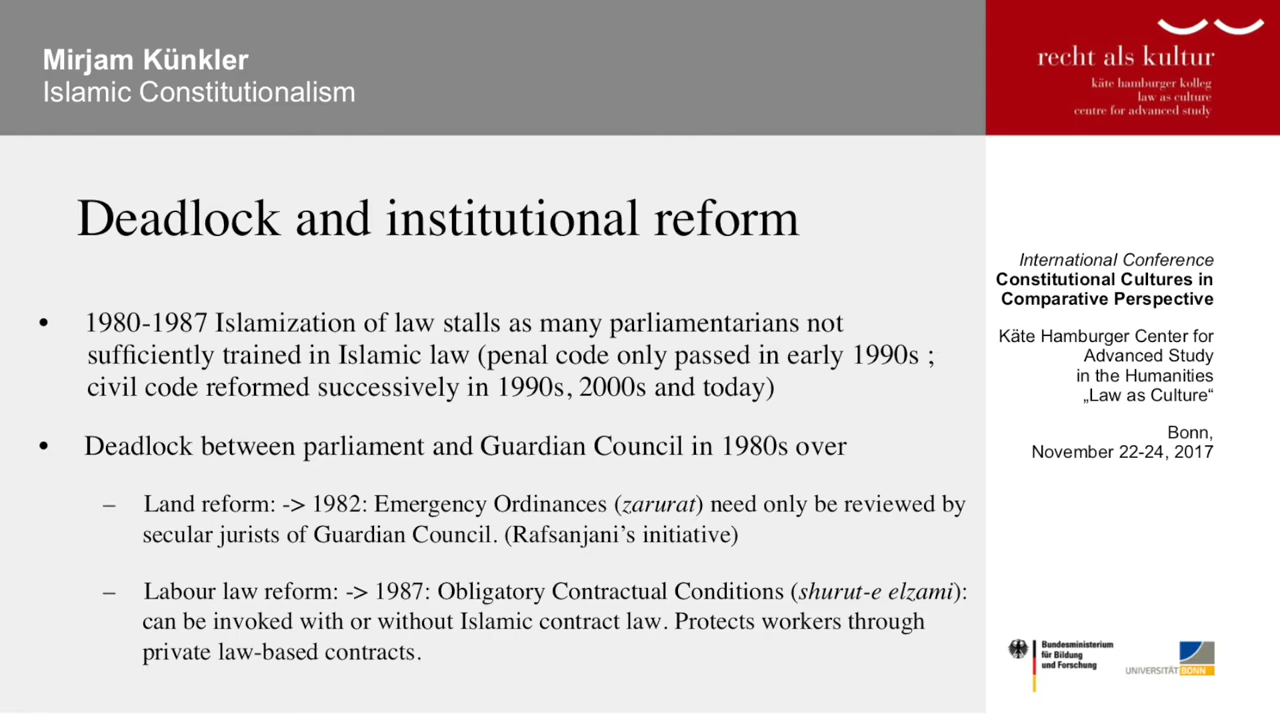 Mirjam Künkler
Islamic Constitutionalism
recht als kultur
käte hamburger kolleg
law as culture
centre for advanced study
Deadlock and institutional reform
• 1980-1987 Islamization of law stalls as many parliamentarians not
sufficiently trained in Islamic law (penal code only passed in early 1990s ;
civil code reformed successively in 1990s, 2000s and today)
• Deadlock between parliament and Guardian Council in 1980s over
– Land reform: -> 1982: Emergency Ordinances (zarurat) need only be reviewed by
secular jurists of Guardian Council. (Rafsanjani’s initiative)
– Labour law reform: -> 1987: Obligatory Contractual Conditions (shurut-e elzami):
can be invoked with or without Islamic contract law. Protects workers through
private law-based contracts.
International Conference
Constitutional Cultures in
Comparative Perspective
Käte Hamburger Center for
Advanced Study
in the Humanities
„Law as Culture“
Bonn,
November 22-24, 2017
Bundesministerium
für Bildung
und Forschung
UNIVERSITÄT BONN